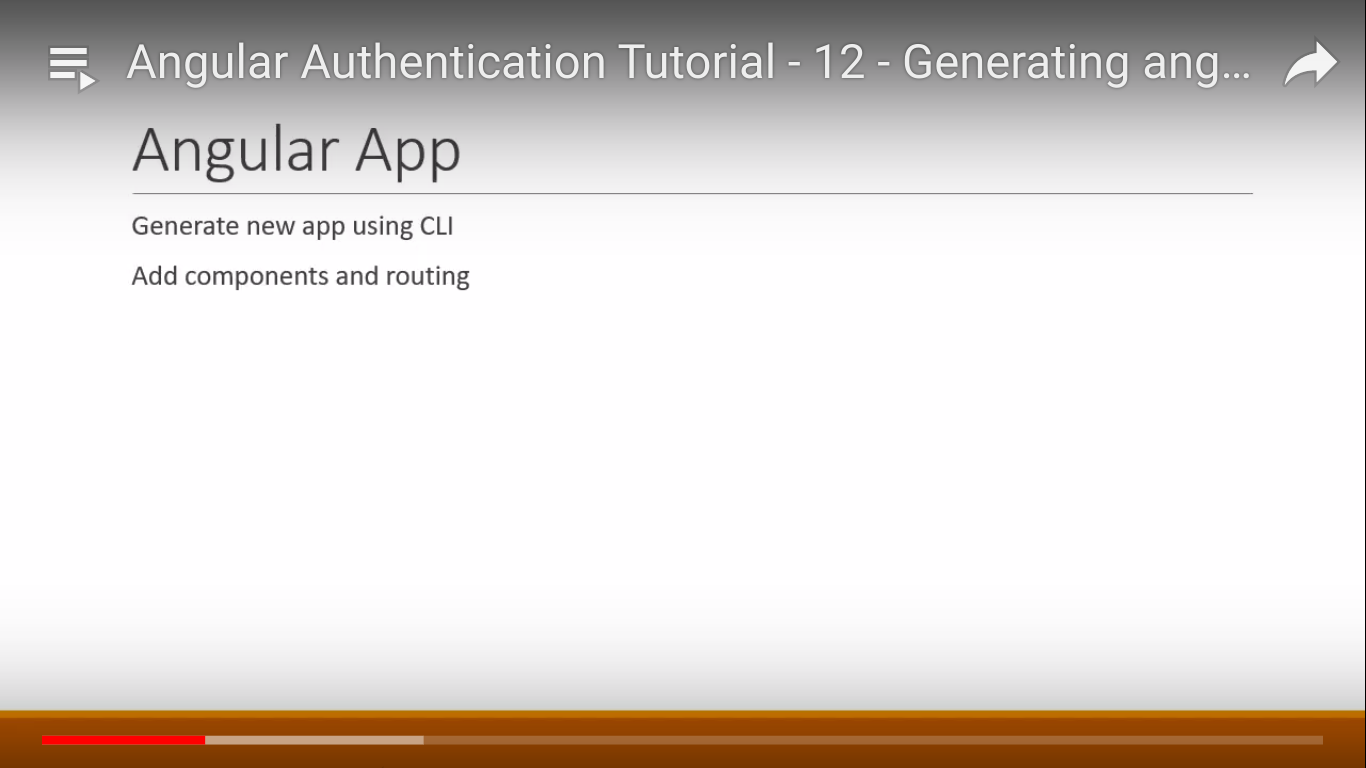 Angular Authentication Tutorial - 12 - Generating ang...
Angular App
Generate new app using CLI
Add components and routing